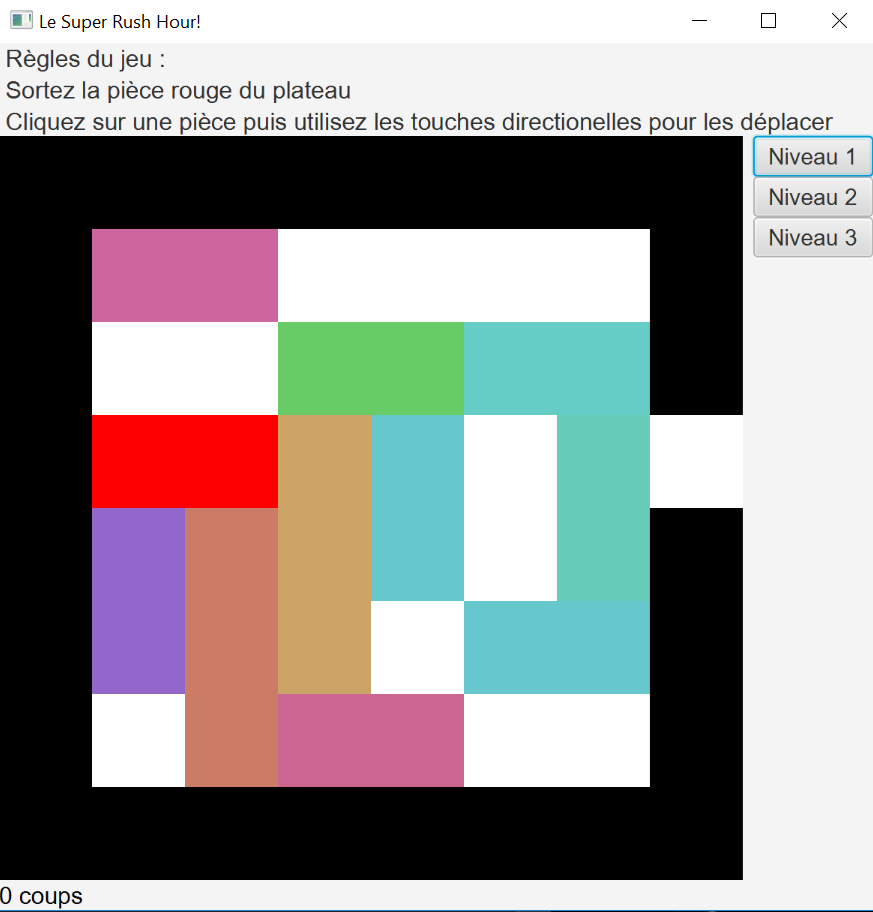 Le Super Rush Hour!
Règles du jeu :
Sortez la pièce rouge du plateau
Cliquez sur une pièce puis utilisez les touches directionelles pour les déplacer
Niveau 1
Niveau 2
Niveau 3
0 coups